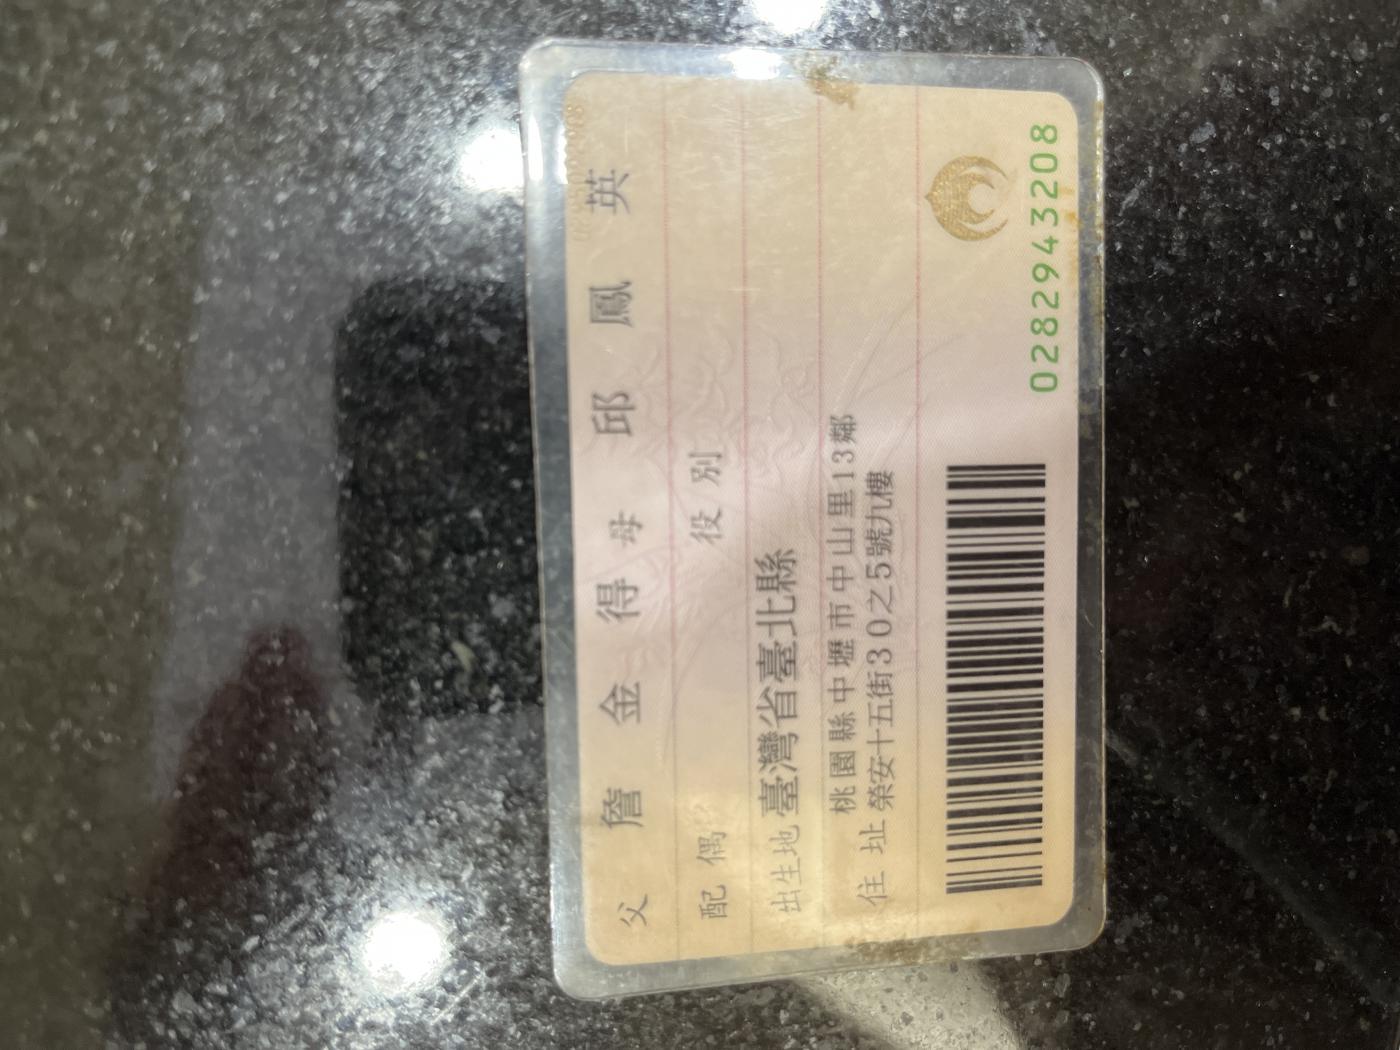 父 詹金得 母 邱鳳英
配偶 役別
出生地 臺灣省臺北縣
住址 桃園縣中壢市中山里13鄰
榮安十五街30之5號九樓
0282943208